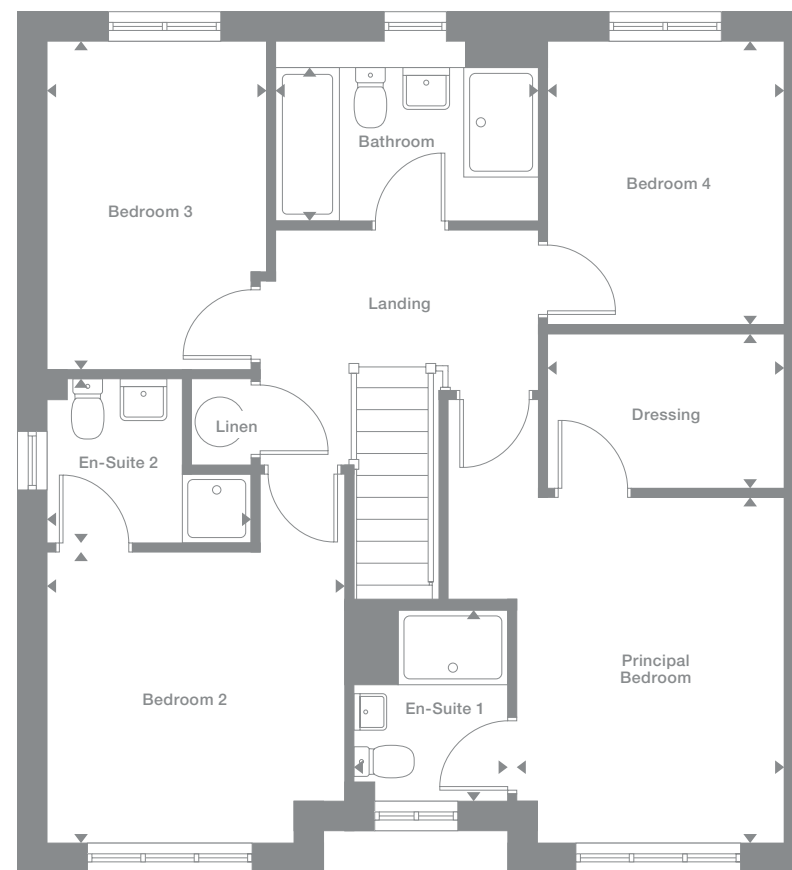 Bathroom
Bedroom 4
Bedroom 3
Landing
Dressing
Linen
En-Suite 2
Principal
Bedroom
Bedroom 2
En-Suite 1